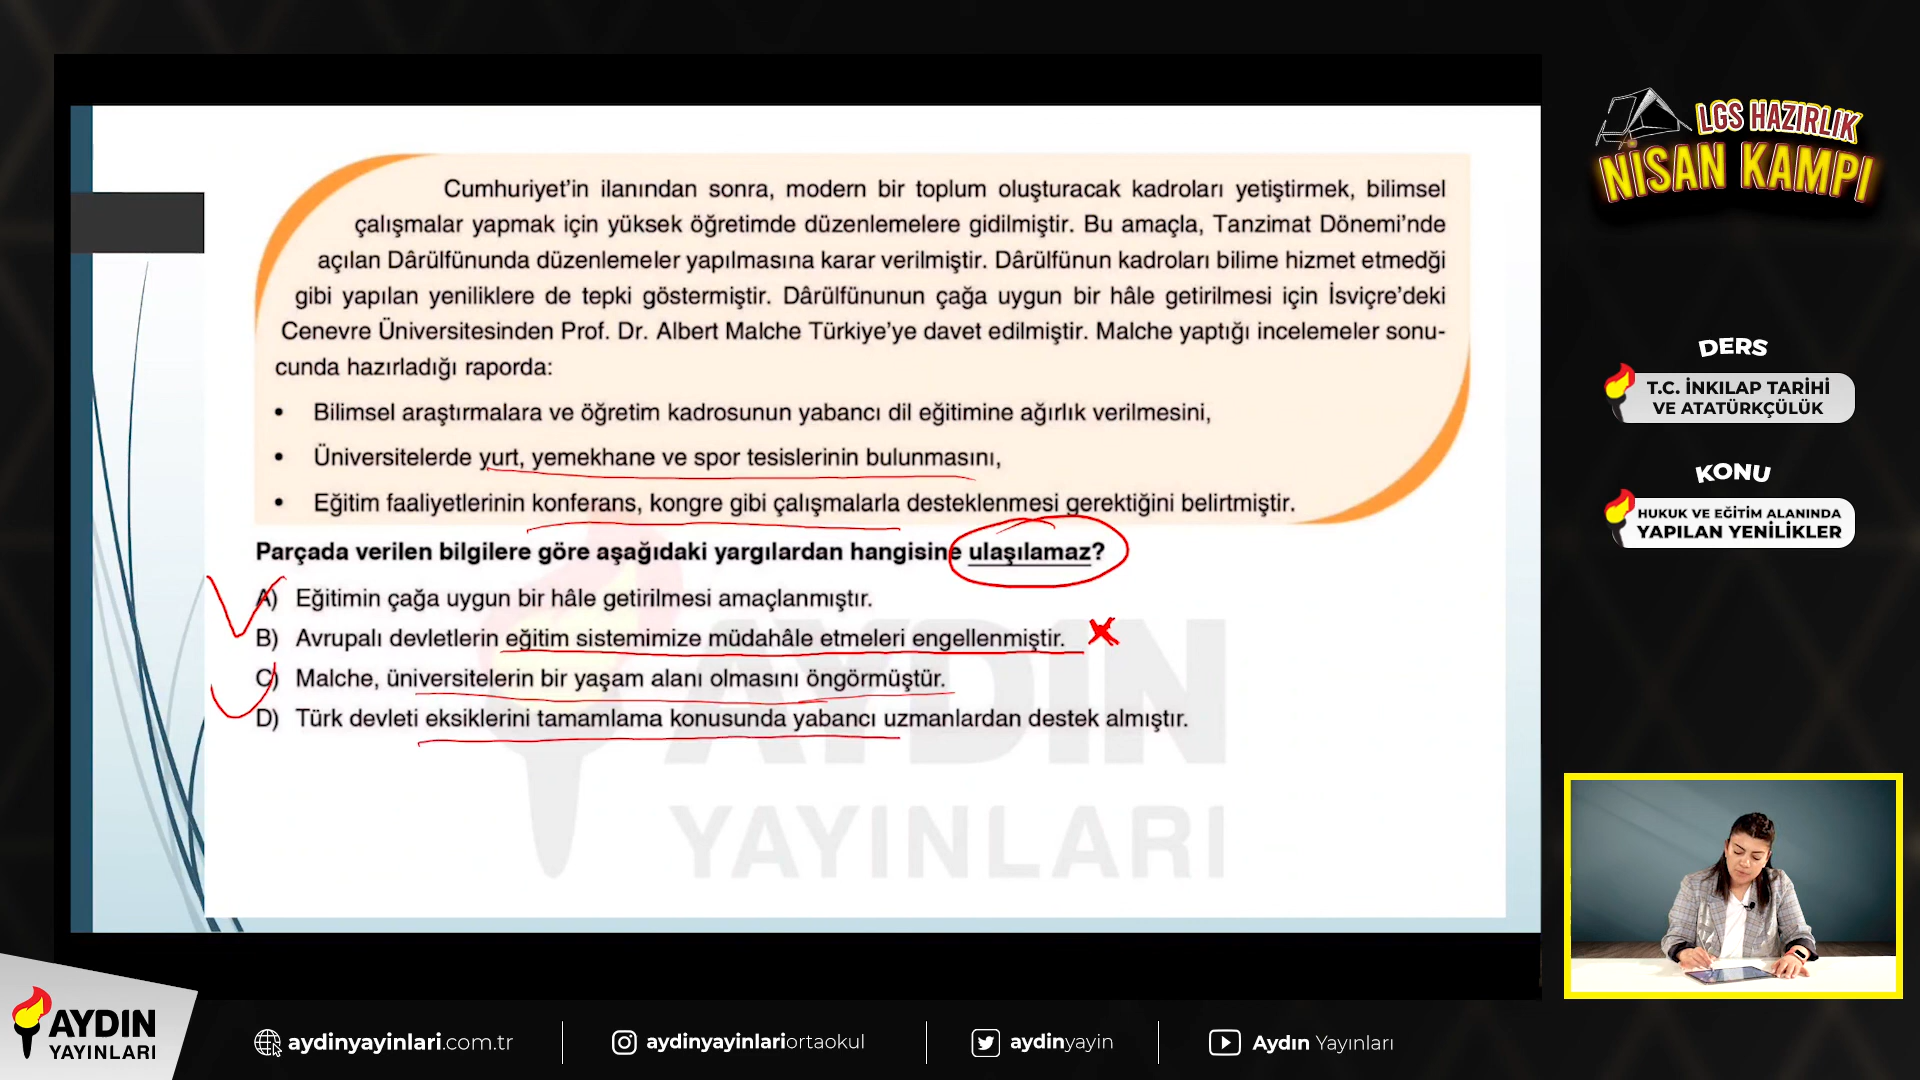 LGS HAZIRLIK
NİSAN KAMPI
Cumhuriyet’in ilanından sonra, modern bir toplum oluşturacak kadroları yetiştirmek, bilimsel
çalışmalar yapmak için yüksek öğretimde düzenlemelere gidilmiştir. Bu amaçla, Tanzimat Dönemi’nde
açılan Dârülfünunda düzenlemeler yapılmasına karar verilmiştir. Dârülfünun kadroları bilime hizmet etmedği
gibi yapılan yeniliklere de tepki göstermiştir. Dârülfünunun çağa uygun bir hâle getirilmesi için İsviçre’deki
Cenevre Üniversitesinden Prof. Dr. Albert Malche Türkiye’ye davet edilmiştir. Malche yaptığı incelemeler sonu-
cunda hazırladığı raporda:
• Bilimsel araştırmalara ve öğretim kadrosunun yabancı dil eğitimine ağırlık verilmesini,
• Üniversitelerde yurt, yemekhane ve spor tesislerinin bulunmasını,
• Eğitim faaliyetlerinin konferans, kongre gibi çalışmalarla desteklenmesi gerektiğini belirtmiştir.
Parçada verilen bilgilere göre aşağıdaki yargılardan hangisine ulaşılamaz?
A) Eğitimin çağa uygun bir hâle getirilmesi amaçlanmıştır.
B) Avrupalı devletlerin eğitim sistemimize müdahâle etmeleri engellenmiştir.
C) Malche, üniversitelerin bir yaşam alanı olmasını öngörmüştür.
D) Türk devleti eksiklerini tamamlama konusunda yabancı uzmanlardan destek almıştır.
AYDIN
YAYINLARI
DERS
T.C. İNKILAP TARİHİ
VE ATATÜRKÇÜLÜK
KONU
HUKUK VE EĞİTİM ALANINDA
YAPILAN YENİLİKLER
AYDIN
YAYINLARI
aydinyayinlari.com.tr
aydinyayinlariortaokul
aydinyayin
Aydın Yayınları